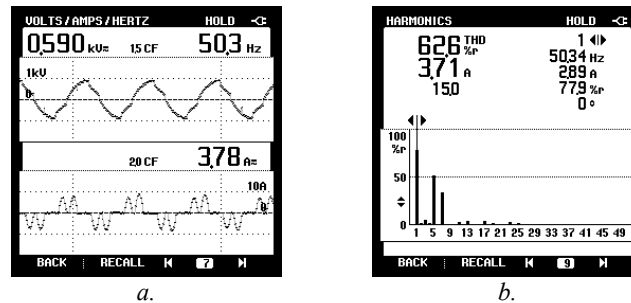 VOLTS/AMPS/HERTZ HOLD
0,590 kV≂ 1,5 CF 50,3 Hz
1kV
0
2,0 CF 3,78 A≂
10A
0
BACK RECALL 7
a.
HARMONICS HOLD
62,6 THD %r
3,71 A
15,0
1
50,34 Hz
2,89 A
77,9 %r
0 °
100
%r
50
0
1 5 9 13 17 21 25 29 33 37 41 45 49
BACK RECALL 9
b.